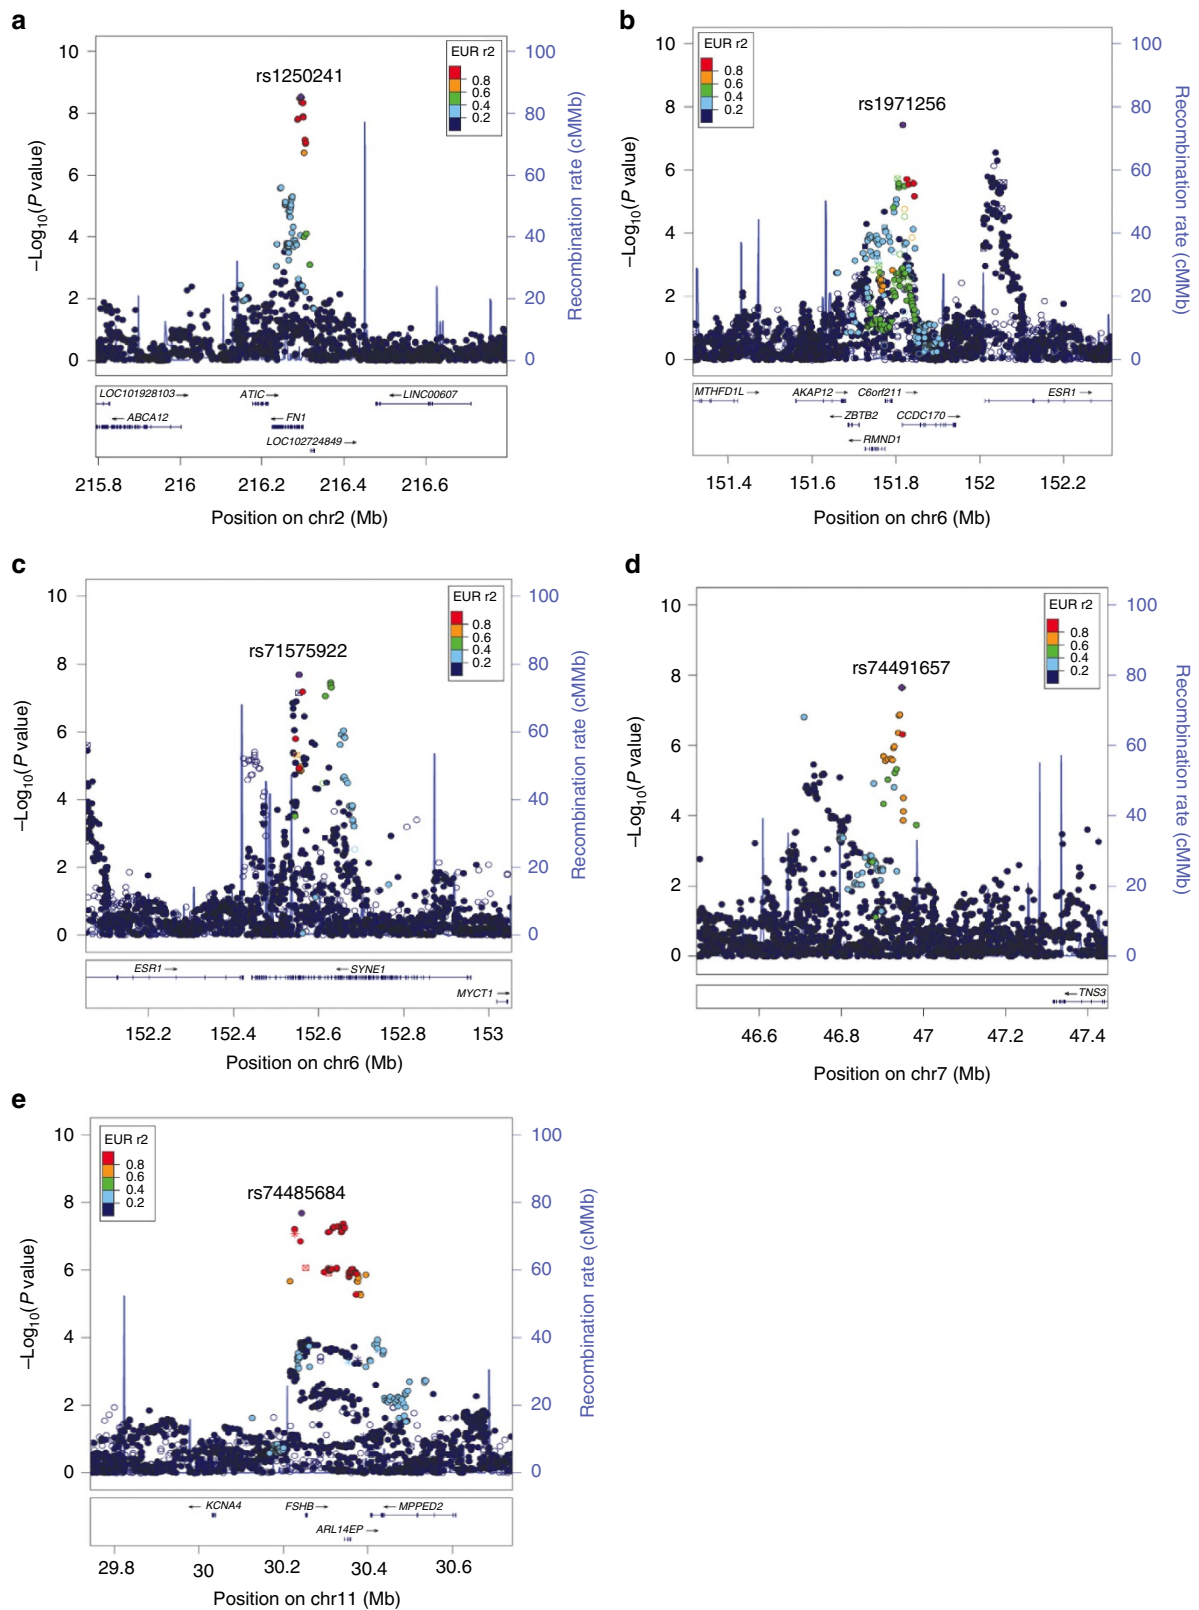 a
rs1250241
EUR r2
0.8
0.6
0.4
0.2
10
8
6
4
2
0
–Log10(P value)
100
80
60
40
20
0
Recombination rate (cMMb)
LOC101928103
ABCA12
ATIC
FN1
LOC102724849
LINC00607
215.8 216 216.2 216.4 216.6
Position on chr2 (Mb)
b
rs1971256
EUR r2
0.8
0.6
0.4
0.2
10
8
6
4
2
0
–Log10(P value)
100
80
60
40
20
0
Recombination rate (cMMb)
MTHFD1L
AKAP12
C6orf211
ESR1
ZBTB2
CCDC170
RMND1
151.4 151.6 151.8 152 152.2
Position on chr6 (Mb)
c
rs71575922
EUR r2
0.8
0.6
0.4
0.2
10
8
6
4
2
0
–Log10(P value)
100
80
60
40
20
0
Recombination rate (cMMb)
ESR1
SYNE1
MYCT1
152.2 152.4 152.6 152.8 153
Position on chr6 (Mb)
d
rs74491657
EUR r2
0.8
0.6
0.4
0.2
10
8
6
4
2
0
–Log10(P value)
100
80
60
40
20
0
Recombination rate (cMMb)
TNS3
46.6 46.8 47 47.2 47.4
Position on chr7 (Mb)
e
rs74485684
EUR r2
0.8
0.6
0.4
0.2
10
8
6
4
2
0
–Log10(P value)
100
80
60
40
20
0
Recombination rate (cMMb)
KCNA4
FSHB
MPPED2
ARL14EP
29.8 30 30.2 30.4 30.6
Position on chr11 (Mb)